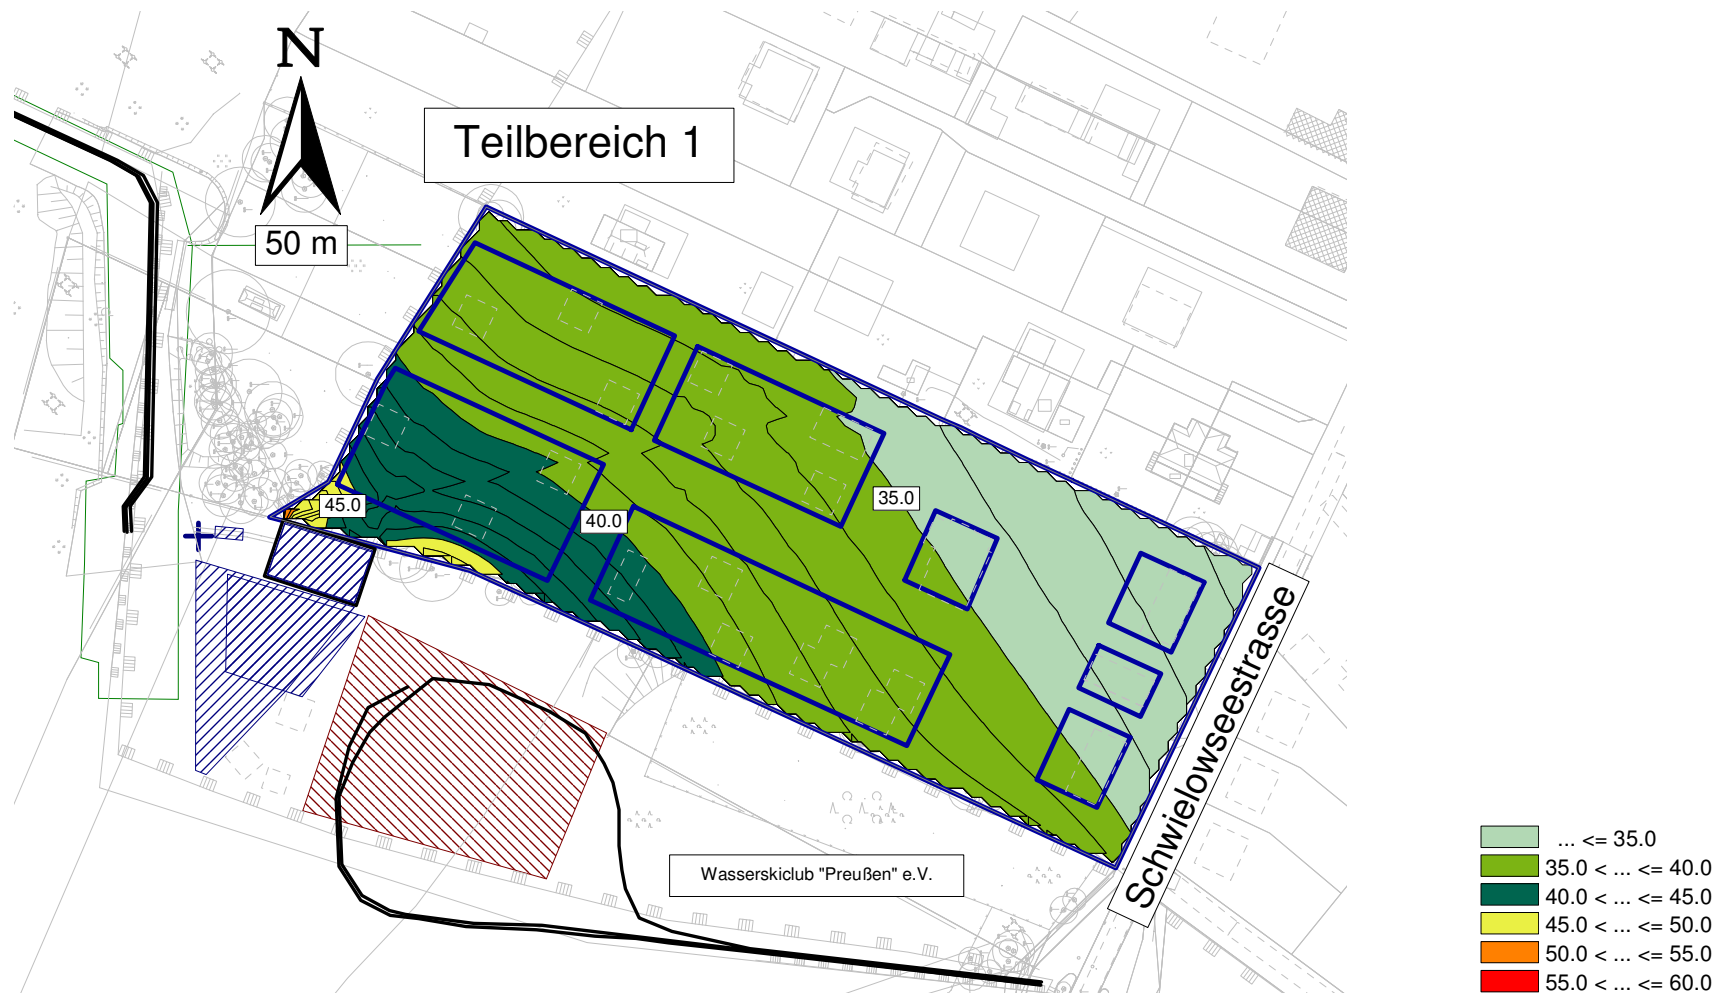 N
Teilbereich 1
50 m
45.0
40.0
35.0
Schwielowseestrasse
Wasserskiclub "Preußen" e.V.
... <= 35.0
35.0 < ... <= 40.0
40.0 < ... <= 45.0
45.0 < ... <= 50.0
50.0 < ... <= 55.0
55.0 < ... <= 60.0